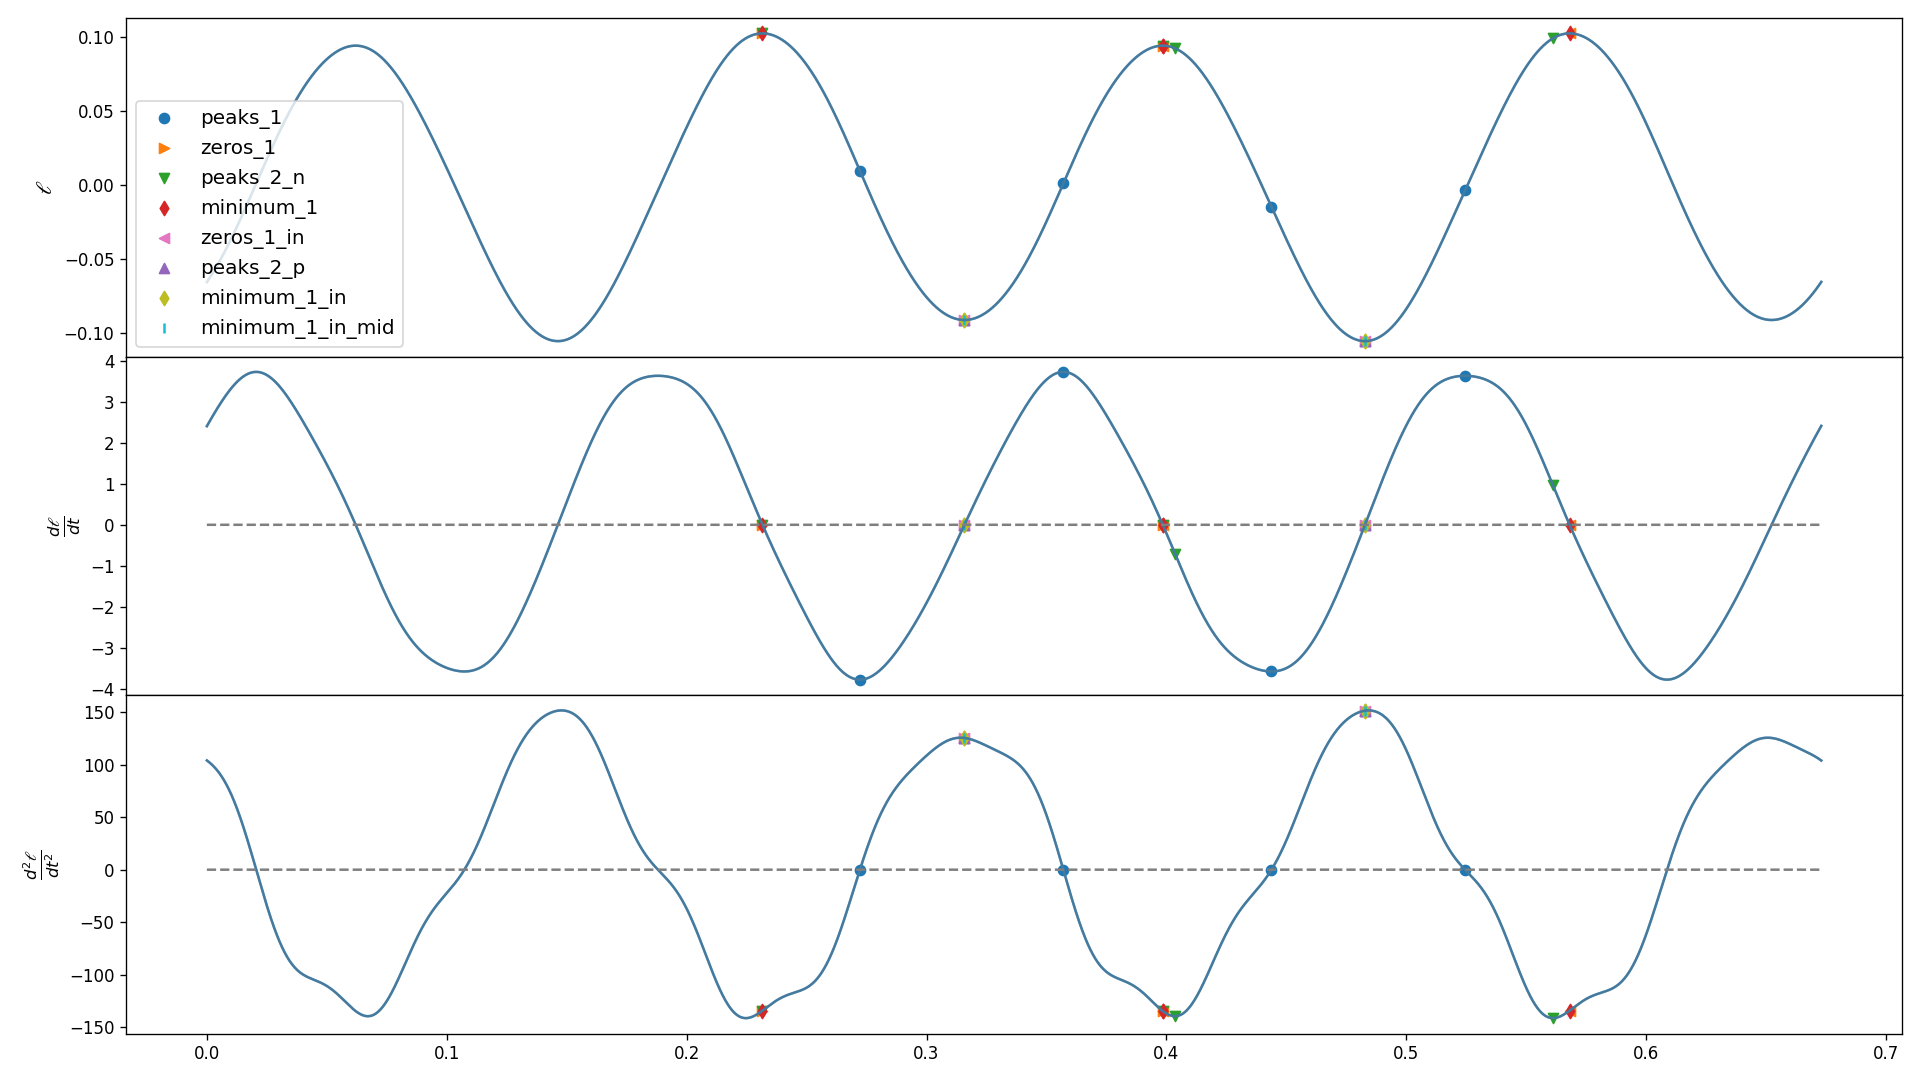 0.10
0.05
0.00
−0.05
−0.10
ℓ
peaks_1
zeros_1
peaks_2_n
minimum_1
zeros_1_in
peaks_2_p
minimum_1_in
minimum_1_in_mid
4
3
2
1
0
−1
−2
−3
−4
dℓ
dt
150
100
50
0
−50
−100
−150
d²ℓ
dt²
0.0 0.1 0.2 0.3 0.4 0.5 0.6 0.7